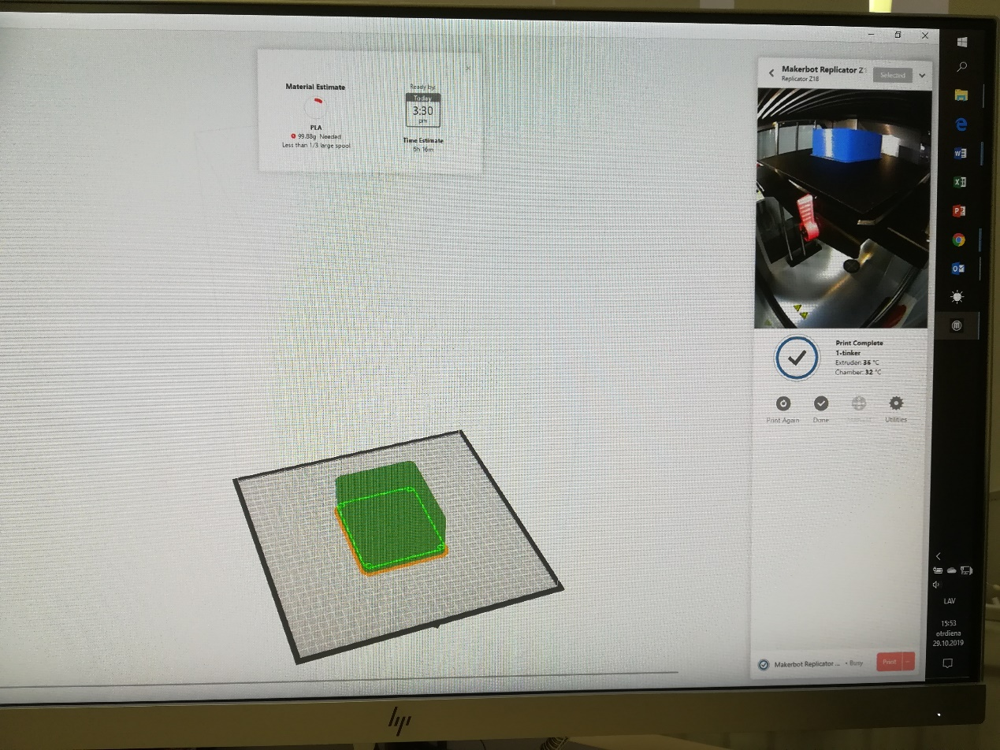 Material Estimate
PLA
99.88g Needed
Less than 1/3 large spool
Ready by:
Today
3:30
pm
Time Estimate
5h 16m
Makerbot Replicator Z1
Replicator Z18
Selected
Print Complete
1-tinker
Extruder: 36 °C
Chamber: 32 °C
Print Again
Done
Utilities
Makerbot Replicator ... • Busy
Print
LAV
15:53
otrdiena
29.10.2019
hp